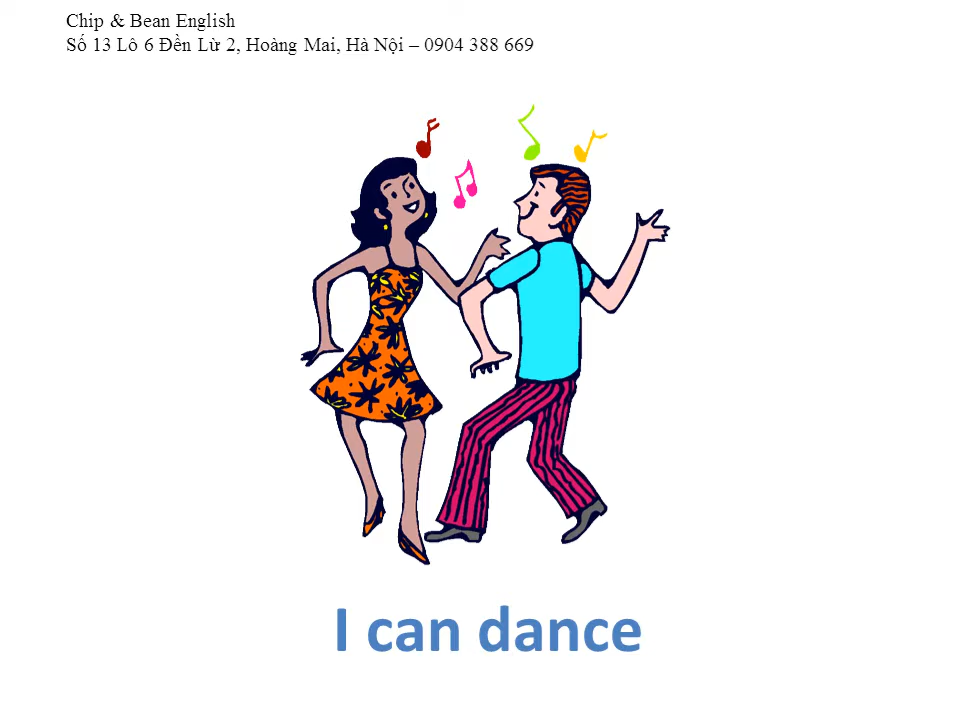 Chip & Bean English
Số 13 Lô 6 Đền Lừ 2, Hoàng Mai, Hà Nội – 0904 388 669
I can dance